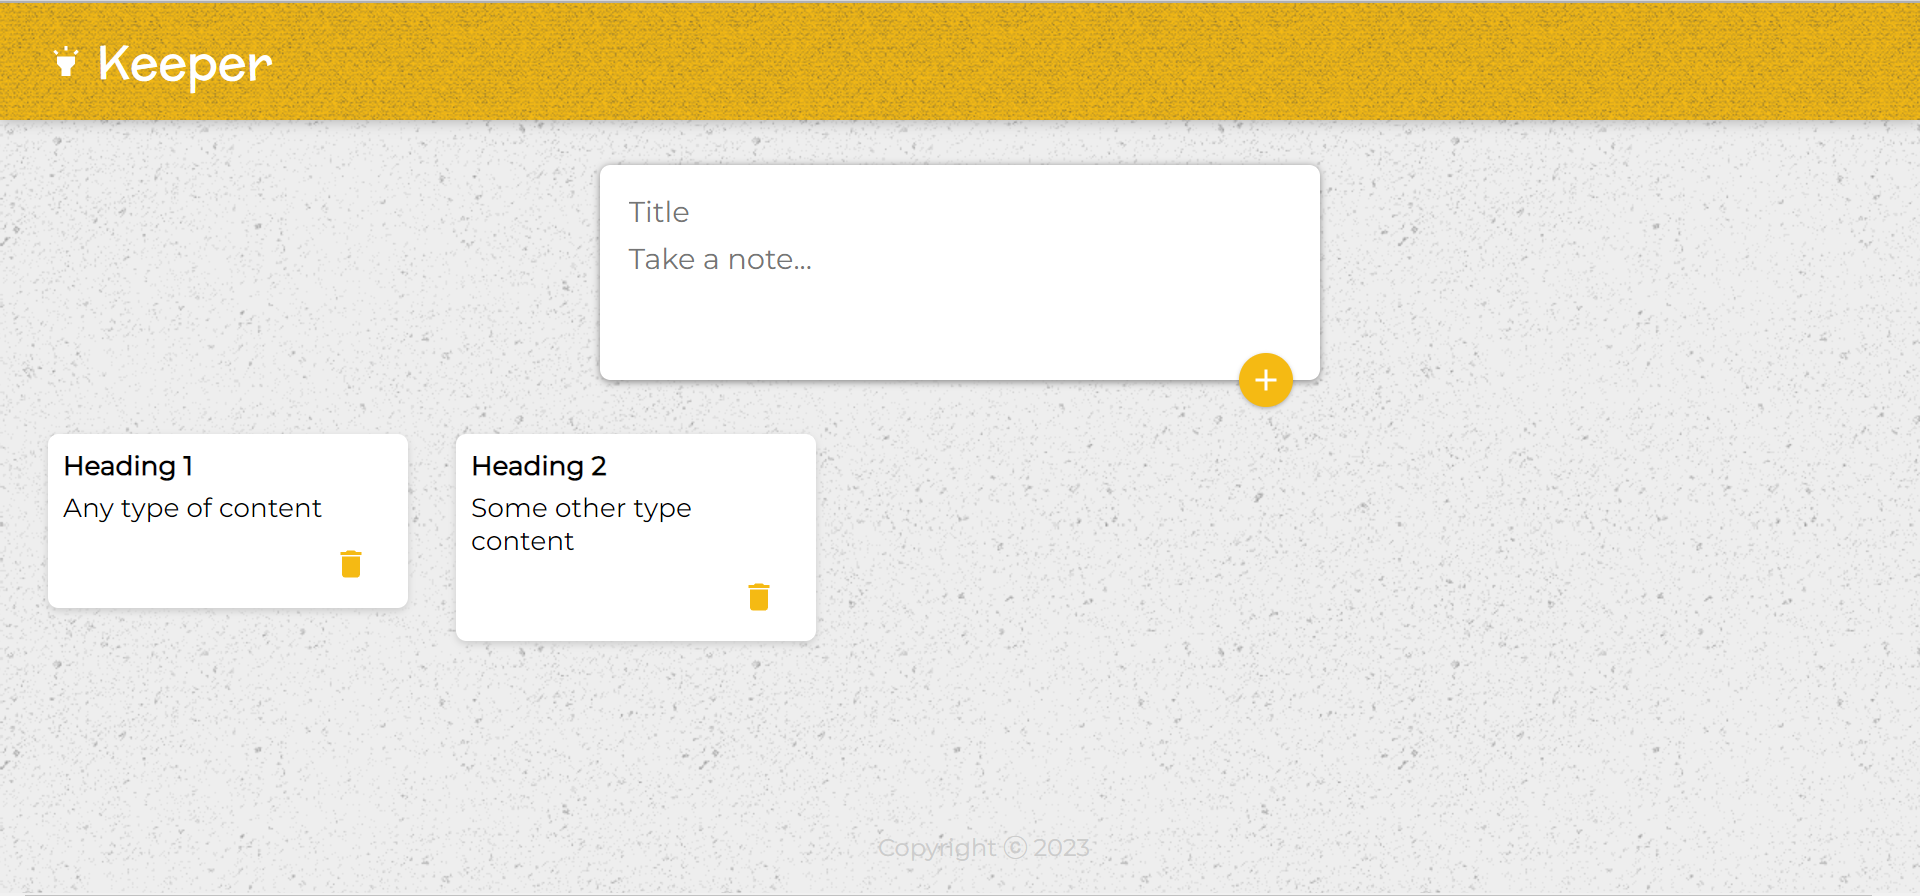 Keeper
Title
Take a note...
Heading 1
Any type of content
Heading 2
Some other type
content
Copyright ⓒ 2023